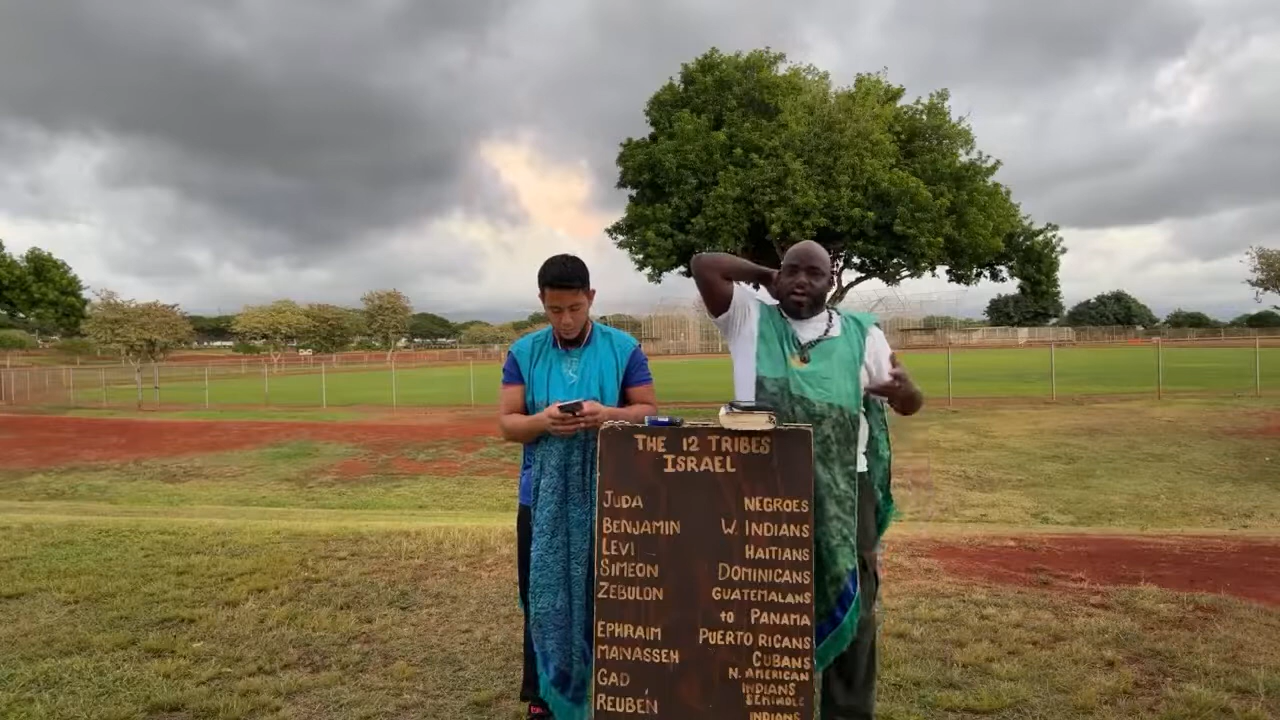 THE 12 TRIBES
ISRAEL
JUDA NEGROES
BENJAMIN W. INDIANS
LEVI HAITIANS
SIMEON DOMINICANS
ZEBULON GUATEMALANS
to PANAMA
EPHRAIM PUERTO RICANS
MANASSEH CUBANS
GAD N. AMERICAN
INDIANS
REUBEN SEMINOLE
INDIANS